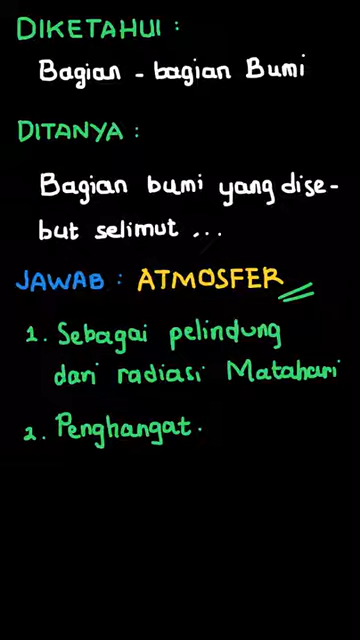 DIKETAHUI :
Bagian - bagian Bumi
DITANYA :
Bagian bumi yang dise-
but selimut ...
JAWAB : ATMOSFER
1. Sebagai pelindung
dari radiasi Matahari
2. Penghangat.